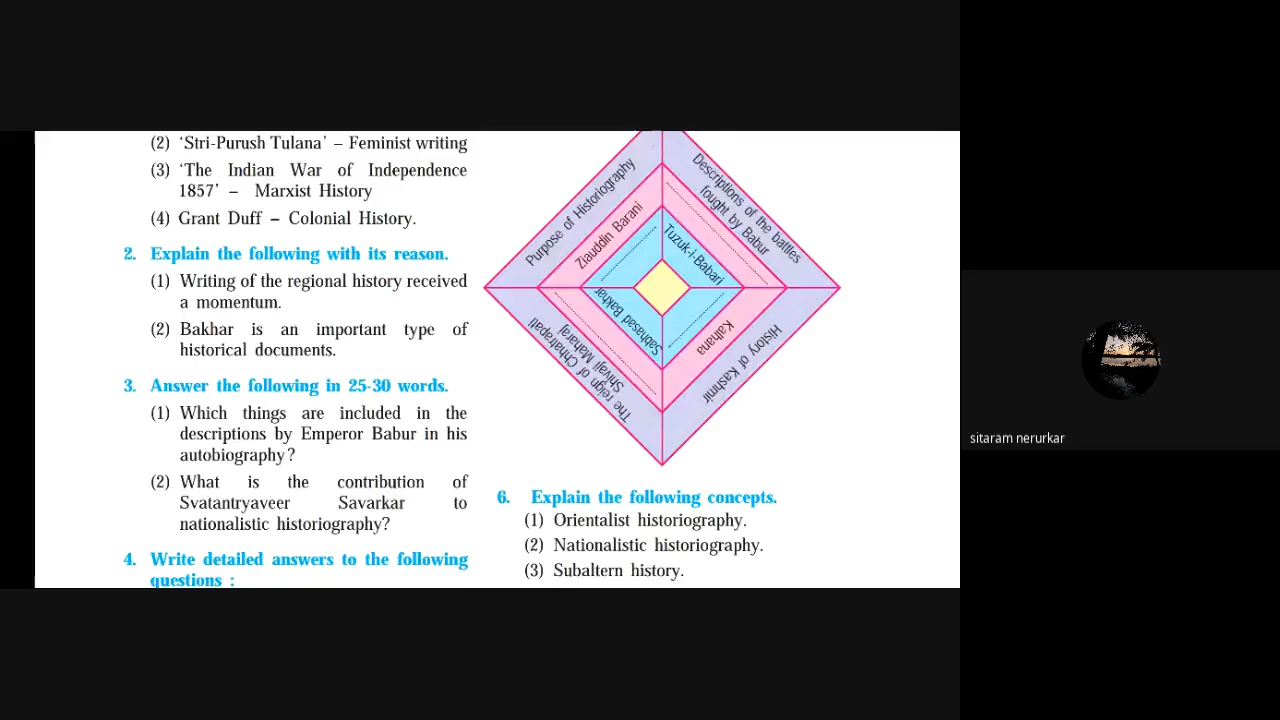 (2) ‘Stri-Purush Tulana’ – Feminist writing
(3) ‘The Indian War of Independence
1857’ – Marxist History
(4) Grant Duff – Colonial History.
2. Explain the following with its reason.
(1) Writing of the regional history received
a momentum.
(2) Bakhar is an important type of
historical documents.
3. Answer the following in 25-30 words.
(1) Which things are included in the
descriptions by Emperor Babur in his
autobiography?
(2) What is the contribution of
Svatantryaveer Savarkar to
nationalistic historiography?
4. Write detailed answers to the following
questions :
Purpose of Historiography
Ziauddin Barani
Descriptions of the battles
fought by Babur
Tuzuk-i-Babari
Sabhasad Bakhar
The reign of Chhatrapati
Shivaji Maharaj
Kalhana
History of Kashmir
6. Explain the following concepts.
(1) Orientalist historiography.
(2) Nationalistic historiography.
(3) Subaltern history.
sitaram nerurkar